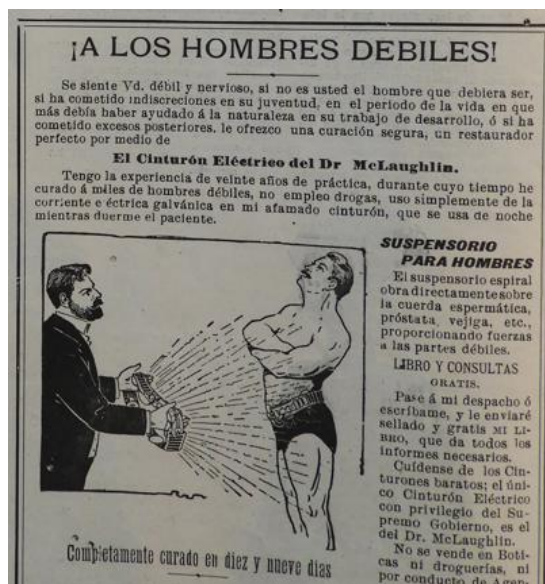 ¡A LOS HOMBRES DEBILES!
Se siente Vd. débil y nervioso, si no es usted el hombre que debiera ser,
si ha cometido indiscreciones en su juventud, en el periodo de la vida en que
más debía haber ayudado á la naturaleza en su trabajo de desarrollo, ó si ha
cometido excesos posteriores. le ofrezco una curación segura, un restaurador
perfecto por medio de
El Cinturón Eléctrico del Dr McLaughlin.
Tengo la experiencia de veinte años de práctica, durante cuyo tiempo he
curado á miles de hombres débiles, no empleo drogas, uso simplemente de la
corriente e éctrica galvánica en mi afamado cinturón, que se usa de noche
mientras duerme el paciente.
SUSPENSORIO
PARA HOMBRES
El suspensorio espiral
obra directamente sobre
la cuerda espermática,
próstata, vejiga, etc.,
proporcionando fuerzas
a las partes débiles.
LIBRO Y CONSULTAS
GRATIS.
Pase á mi despacho ó
escríbame, y le enviaré
sellado y gratis MI LI-
BRO, que da todos los
informes necesarios.
Cuídense de los Cin-
turones baratos; el úni-
co Cinturón Eléctrico
con privilegio del Su-
premo Gobierno, es el
del Dr. McLaughlin.
No se vende en Boti-
cas ni droguerías, ni
por conducto de Agen-
Completamente curado en diez y nueve dias